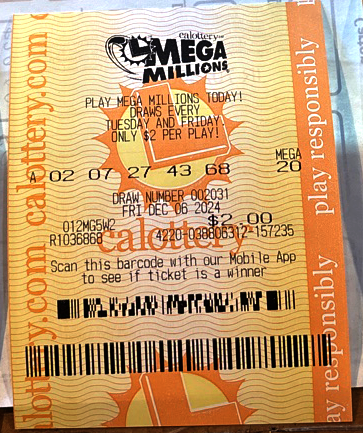 calottery
MEGA
MILLIONS
PLAY MEGA MILLIONS TODAY!
DRAWS EVERY
TUESDAY AND FRIDAY!
ONLY $2 PER PLAY!
MEGA
A 02 07 27 43 68 20
DRAW NUMBER 002031
FRI DEC 06 2024
$2.00
012MG5W2
R1036868 4220-038806312-157235
calottery
Scan this barcode with our Mobile App
to see if ticket is a winner
calottery.com
play responsibly